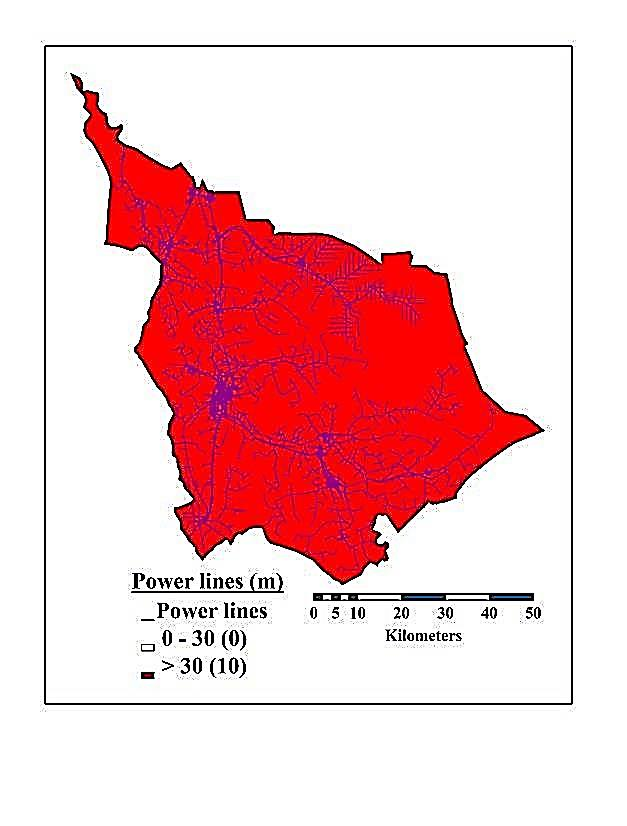 Power lines (m)
Power lines
0 - 30 (0)
> 30 (10)
0 5 10 20 30 40 50
Kilometers